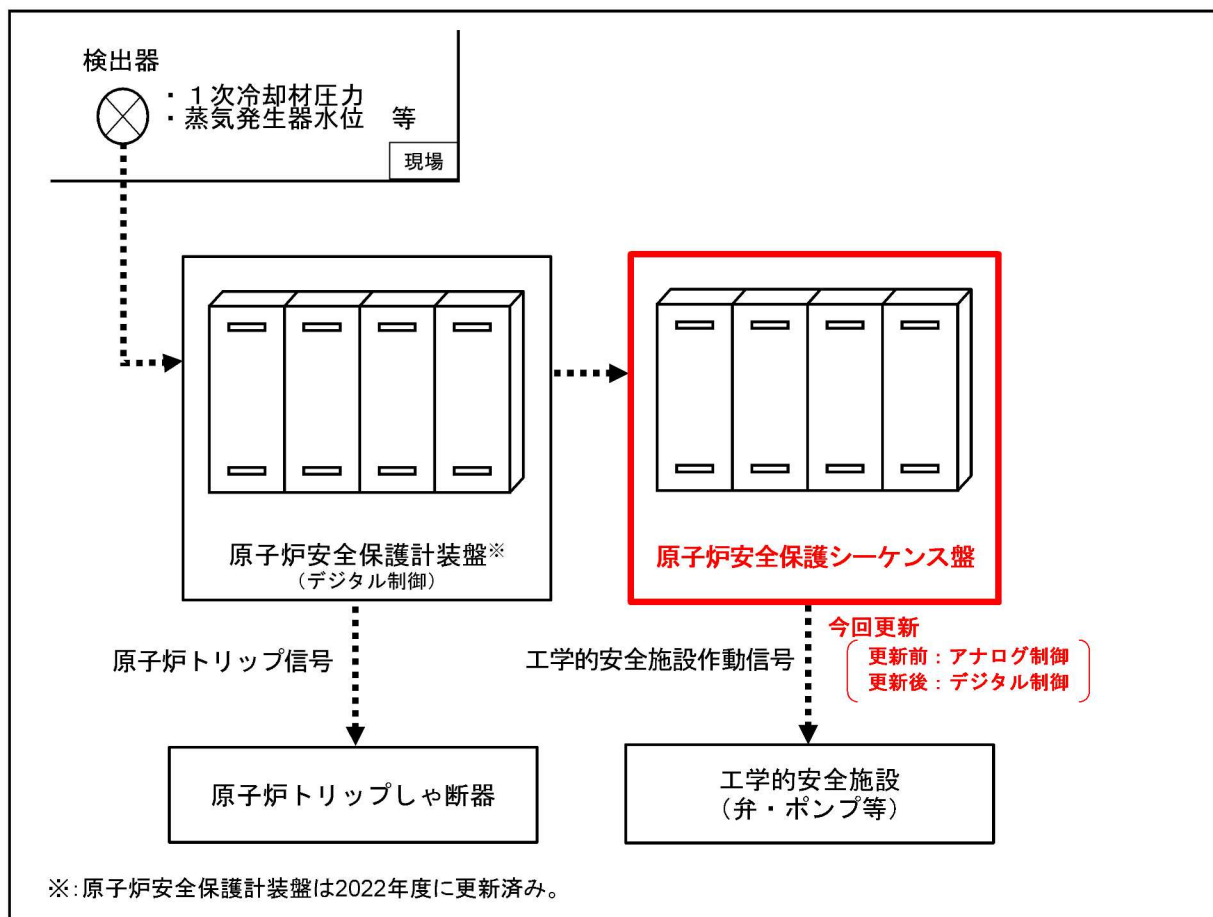 検出器
・１次冷却材圧力
・蒸気発生器水位　等
現場
原子炉安全保護計装盤※
（デジタル制御）
原子炉安全保護シーケンス盤
原子炉トリップ信号
工学的安全施設作動信号
今回更新
更新前：アナログ制御
更新後：デジタル制御
原子炉トリップしゃ断器
工学的安全施設
（弁・ポンプ等）
※：原子炉安全保護計装盤は2022年度に更新済み。